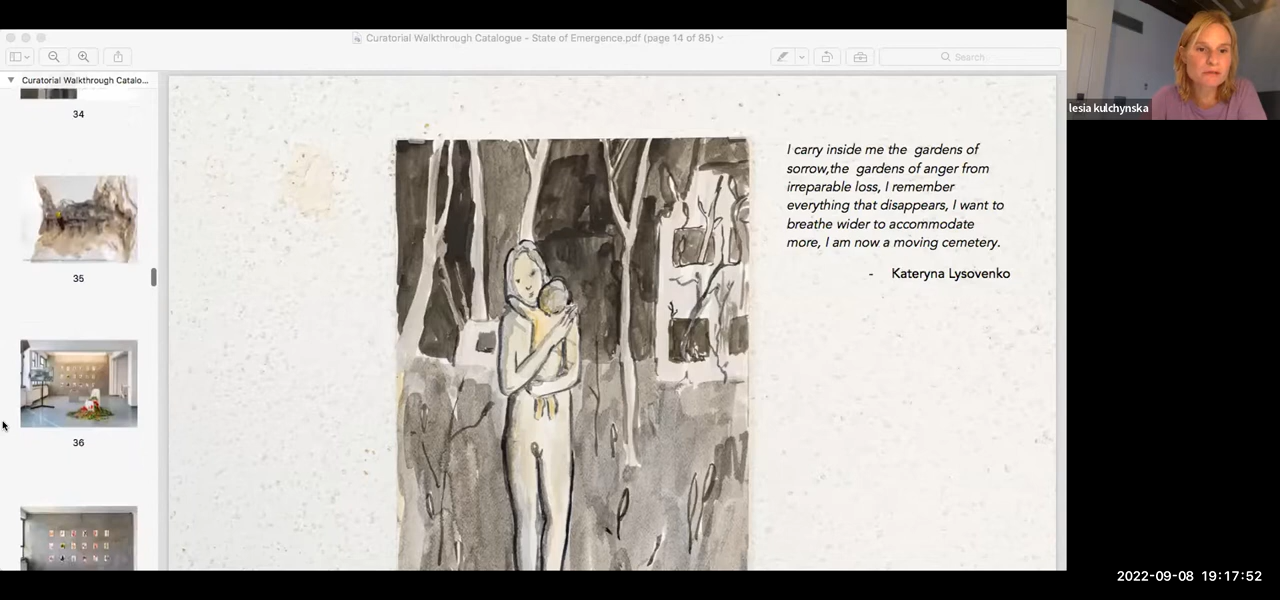 Curatorial Walkthrough Catalogue - State of Emergence.pdf (page 14 of 85)
Search
Curatorial Walkthrough Catalo...
34
35
36
I carry inside me the gardens of
sorrow,the gardens of anger from
irreparable loss, I remember
everything that disappears, I want to
breathe wider to accommodate
more, I am now a moving cemetery.
- Kateryna Lysovenko
lesia kulchynska
2022-09-08 19:17:52